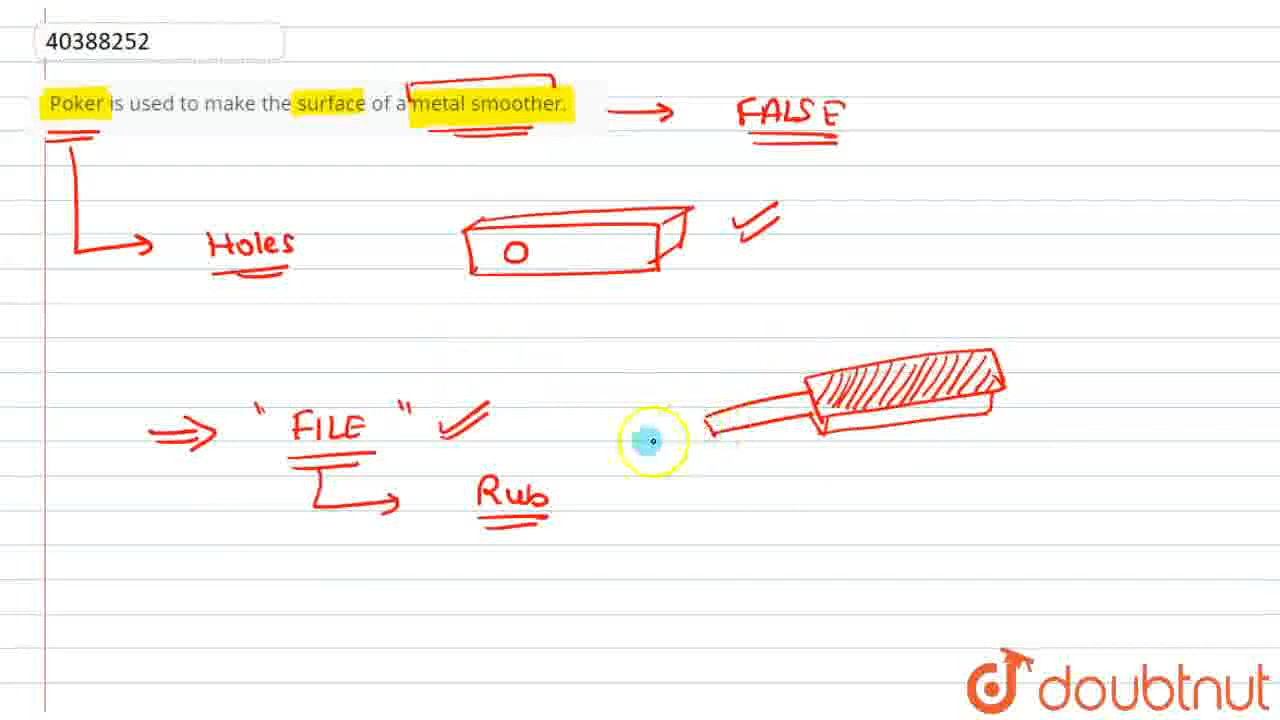 40388252
Poker is used to make the surface of a metal smoother.
→ FALSE
Holes
⇒ " FILE "
Rub
doubtnut